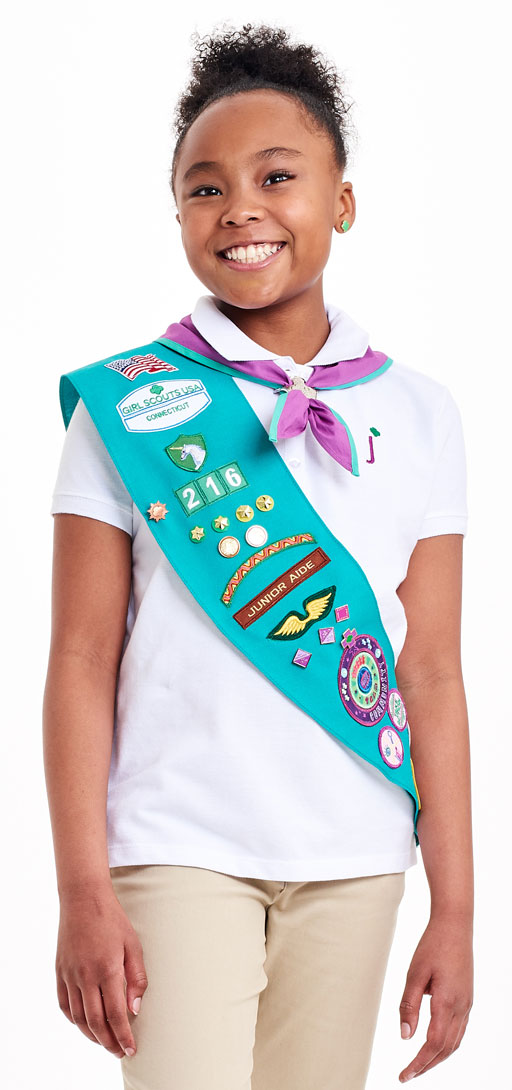 GIRL SCOUTS USA
CONNECTICUT
216
JUNIOR AIDE
J